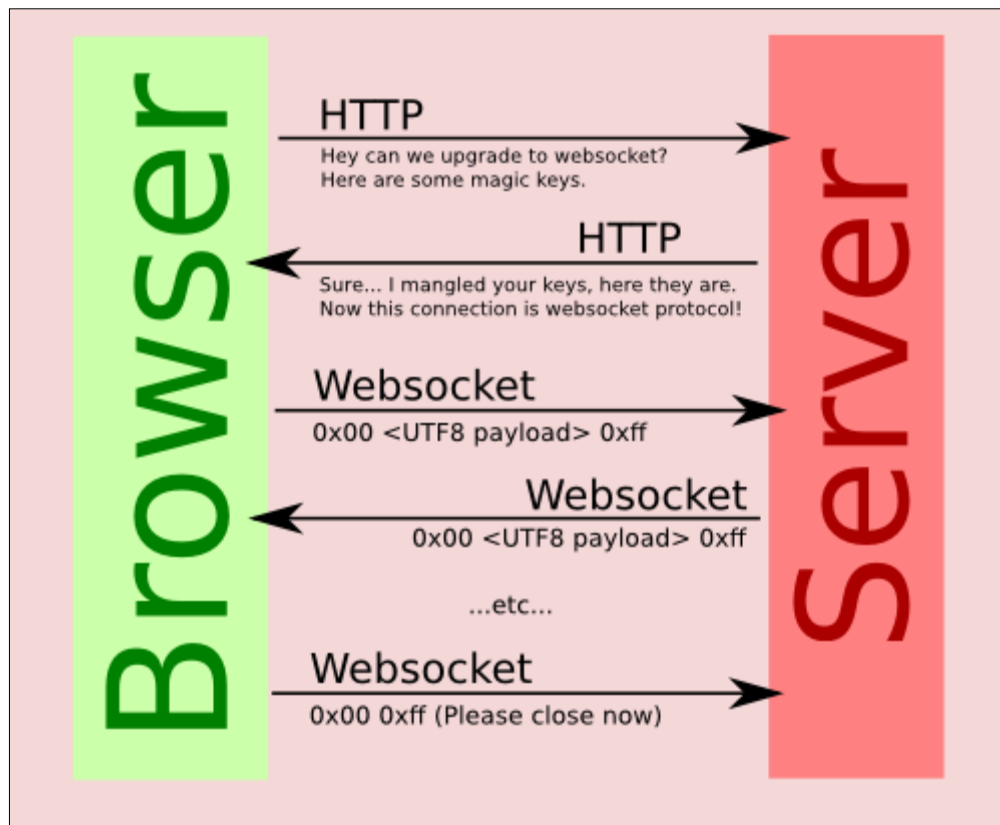 Browser
Server
HTTP
Hey can we upgrade to websocket?
Here are some magic keys.
HTTP
Sure... I mangled your keys, here they are.
Now this connection is websocket protocol!
Websocket
0x00 <UTF8 payload> 0xff
Websocket
0x00 <UTF8 payload> 0xff
...etc...
Websocket
0x00 0xff (Please close now)